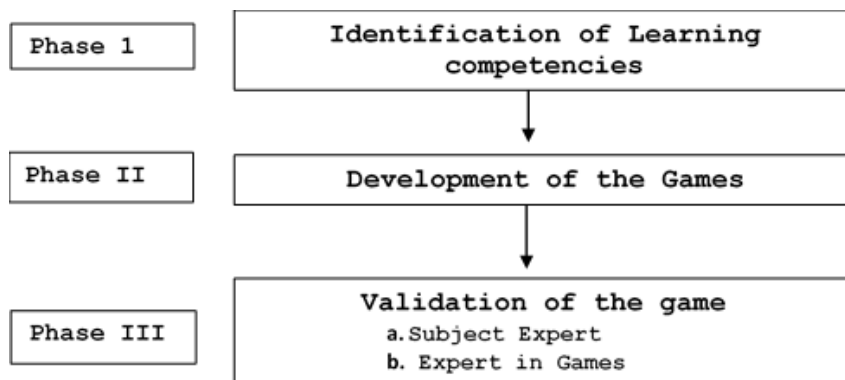 Phase 1
Identification of Learning
competencies
Phase II
Development of the Games
Phase III
Validation of the game
a.Subject Expert
b. Expert in Games